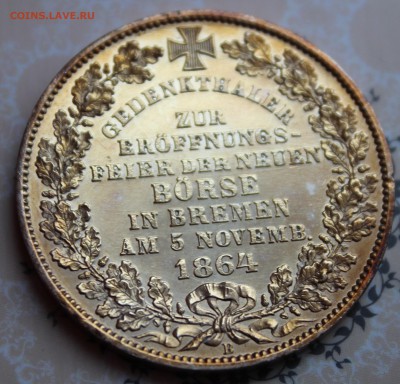 COINS.LAVE.RU
GEDENKTHALER
ZUR
ERÖFFNUNGS-
FEIER DER NEUEN
BÖRSE
IN BREMEN
AM 5 NOVEMB.
1864
B